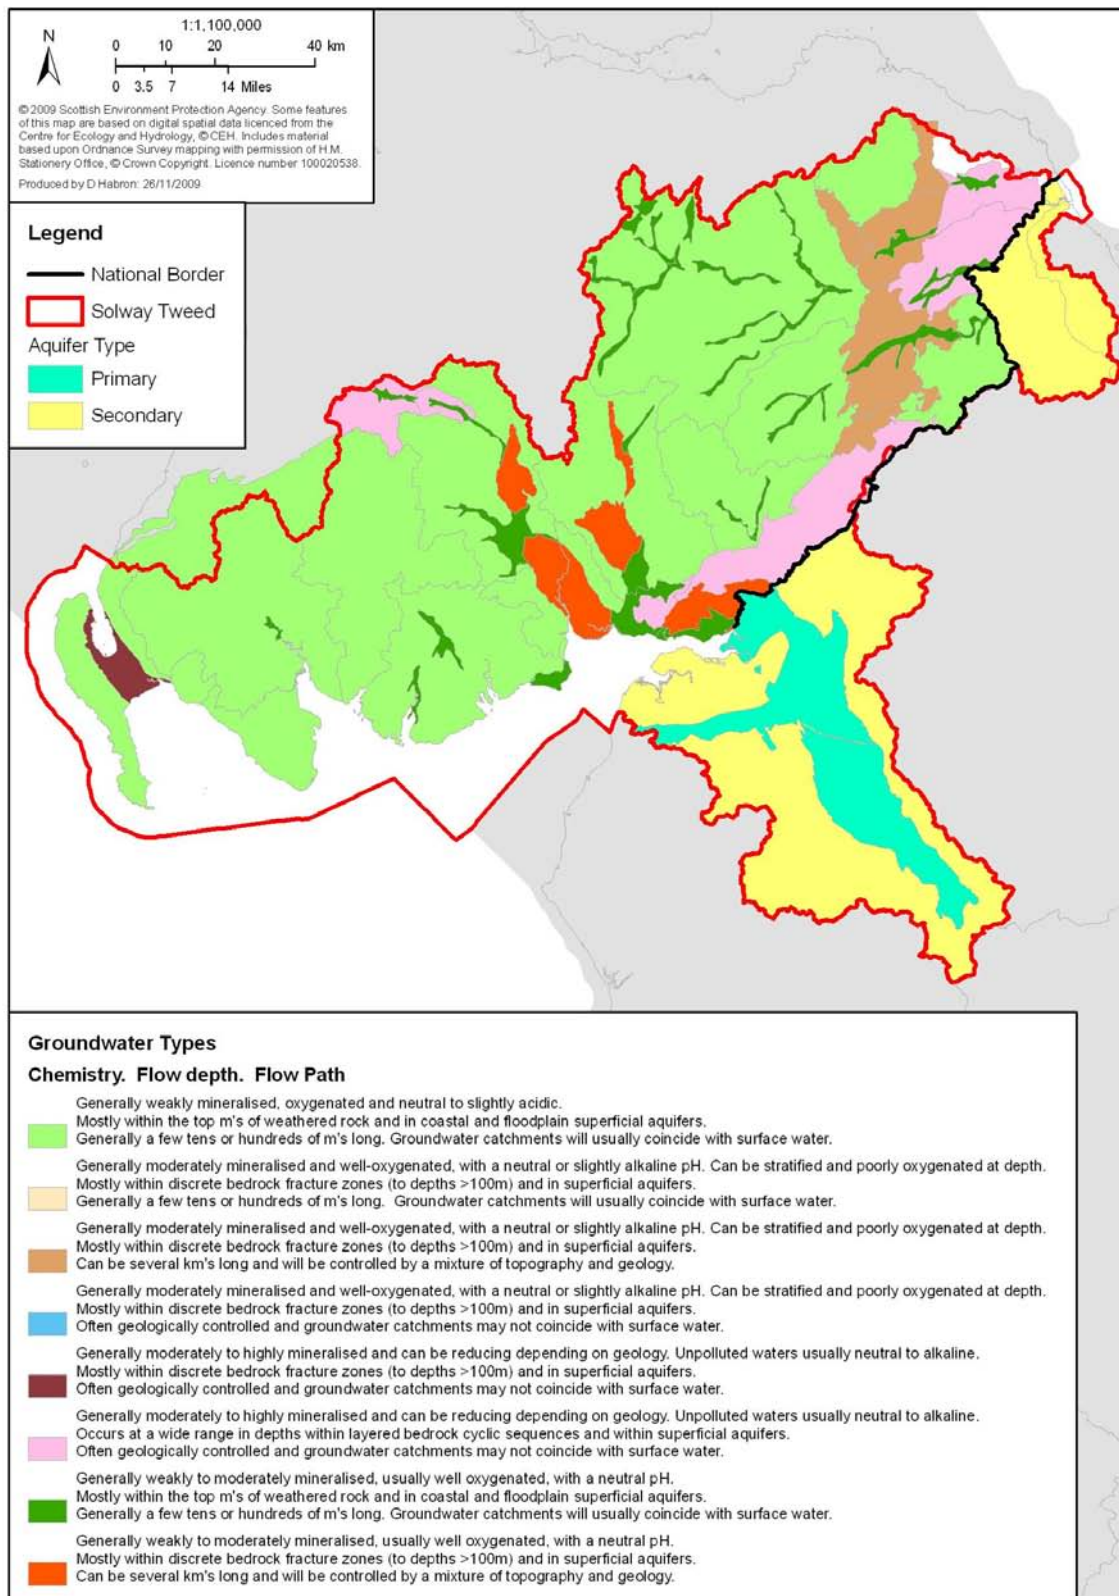 N
1:1,100,000
0 10 20 40 km
0 3.5 7 14 Miles
© 2009 Scottish Environment Protection Agency. Some features
of this map are based on digital spatial data licenced from the
Centre for Ecology and Hydrology, © CEH. Includes material
based upon Ordnance Survey mapping with permission of H.M.
Stationery Office, © Crown Copyright. Licence number 100020538.
Produced by D Habron: 26/11/2009
Legend
National Border
Solway Tweed
Aquifer Type
Primary
Secondary
Groundwater Types
Chemistry. Flow depth. Flow Path
Generally weakly mineralised, oxygenated and neutral to slightly acidic.
Mostly within the top m's of weathered rock and in coastal and floodplain superficial aquifers.
Generally a few tens or hundreds of m's long. Groundwater catchments will usually coincide with surface water.
Generally moderately mineralised and well-oxygenated, with a neutral or slightly alkaline pH. Can be stratified and poorly oxygenated at depth.
Mostly within discrete bedrock fracture zones (to depths >100m) and in superficial aquifers.
Generally a few tens or hundreds of m's long. Groundwater catchments will usually coincide with surface water.
Generally moderately mineralised and well-oxygenated, with a neutral or slightly alkaline pH. Can be stratified and poorly oxygenated at depth.
Mostly within discrete bedrock fracture zones (to depths >100m) and in superficial aquifers.
Can be several km's long and will be controlled by a mixture of topography and geology.
Generally moderately mineralised and well-oxygenated, with a neutral or slightly alkaline pH. Can be stratified and poorly oxygenated at depth.
Mostly within discrete bedrock fracture zones (to depths >100m) and in superficial aquifers.
Often geologically controlled and groundwater catchments may not coincide with surface water.
Generally moderately to highly mineralised and can be reducing depending on geology. Unpolluted waters usually neutral to alkaline.
Mostly within discrete bedrock fracture zones (to depths >100m) and in superficial aquifers.
Often geologically controlled and groundwater catchments may not coincide with surface water.
Generally moderately to highly mineralised and can be reducing depending on geology. Unpolluted waters usually neutral to alkaline.
Occurs at a wide range in depths within layered bedrock cyclic sequences and within superficial aquifers.
Often geologically controlled and groundwater catchments may not coincide with surface water.
Generally weakly to moderately mineralised, usually well oxygenated, with a neutral pH.
Mostly within the top m's of weathered rock and in coastal and floodplain superficial aquifers.
Generally a few tens or hundreds of m's long. Groundwater catchments will usually coincide with surface water.
Generally weakly to moderately mineralised, usually well oxygenated, with a neutral pH.
Mostly within discrete bedrock fracture zones (to depths >100m) and in superficial aquifers.
Can be several km's long and will be controlled by a mixture of topography and geology.